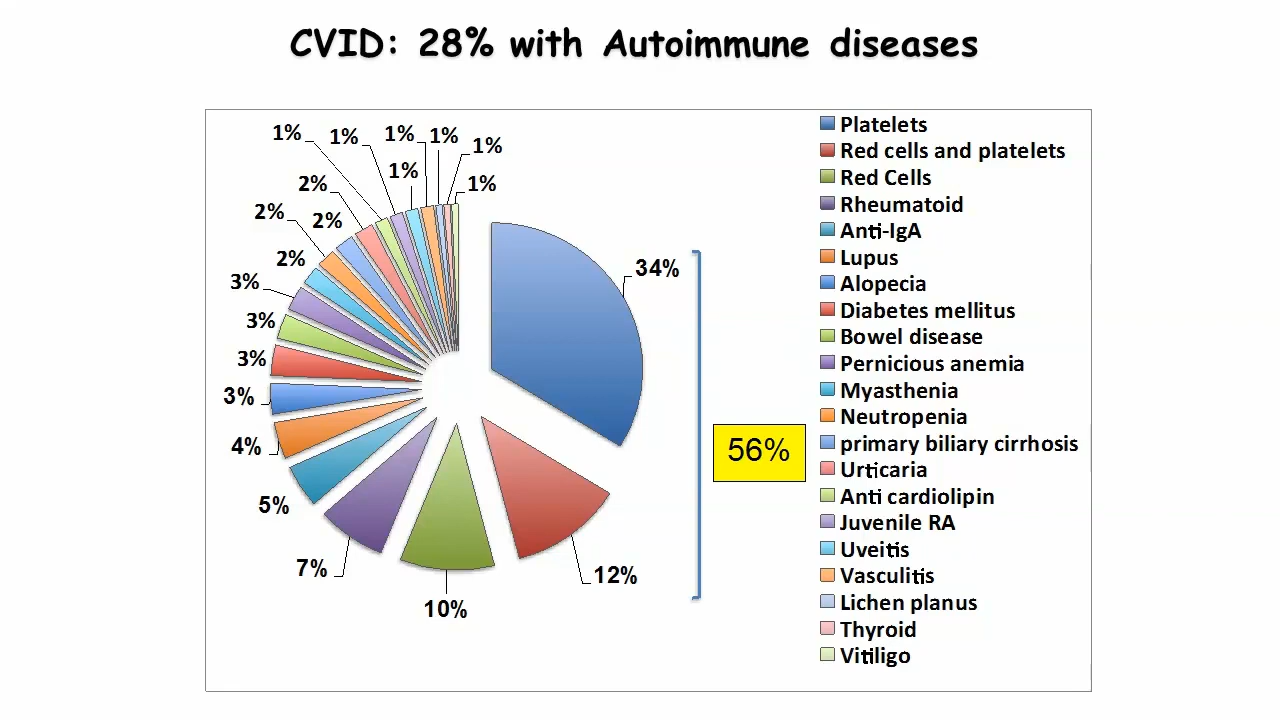 CVID: 28% with Autoimmune diseases
1%
1%
1%
1%
1%
1%
1%
2%
2%
2%
2%
3%
3%
3%
3%
4%
5%
7%
10%
12%
34%
56%
Platelets
Red cells and platelets
Red Cells
Rheumatoid
Anti-IgA
Lupus
Alopecia
Diabetes mellitus
Bowel disease
Pernicious anemia
Myasthenia
Neutropenia
primary biliary cirrhosis
Urticaria
Anti cardiolipin
Juvenile RA
Uveitis
Vasculitis
Lichen planus
Thyroid
Vitiligo